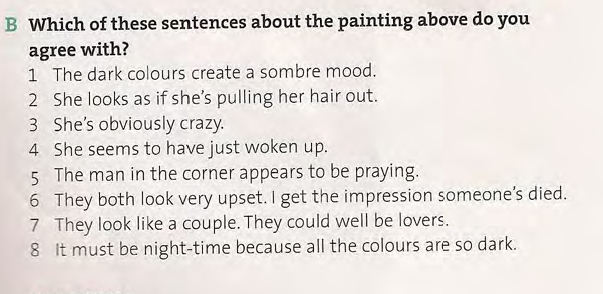 B Which of these sentences about the painting above do you
agree with?
1 The dark colours create a sombre mood.
2 She looks as if she's pulling her hair out.
3 She's obviously crazy.
4 She seems to have just woken up.
5 The man in the corner appears to be praying.
6 They both look very upset. I get the impression someone's died.
7 They look like a couple. They could well be lovers.
8 It must be night-time because all the colours are so dark.